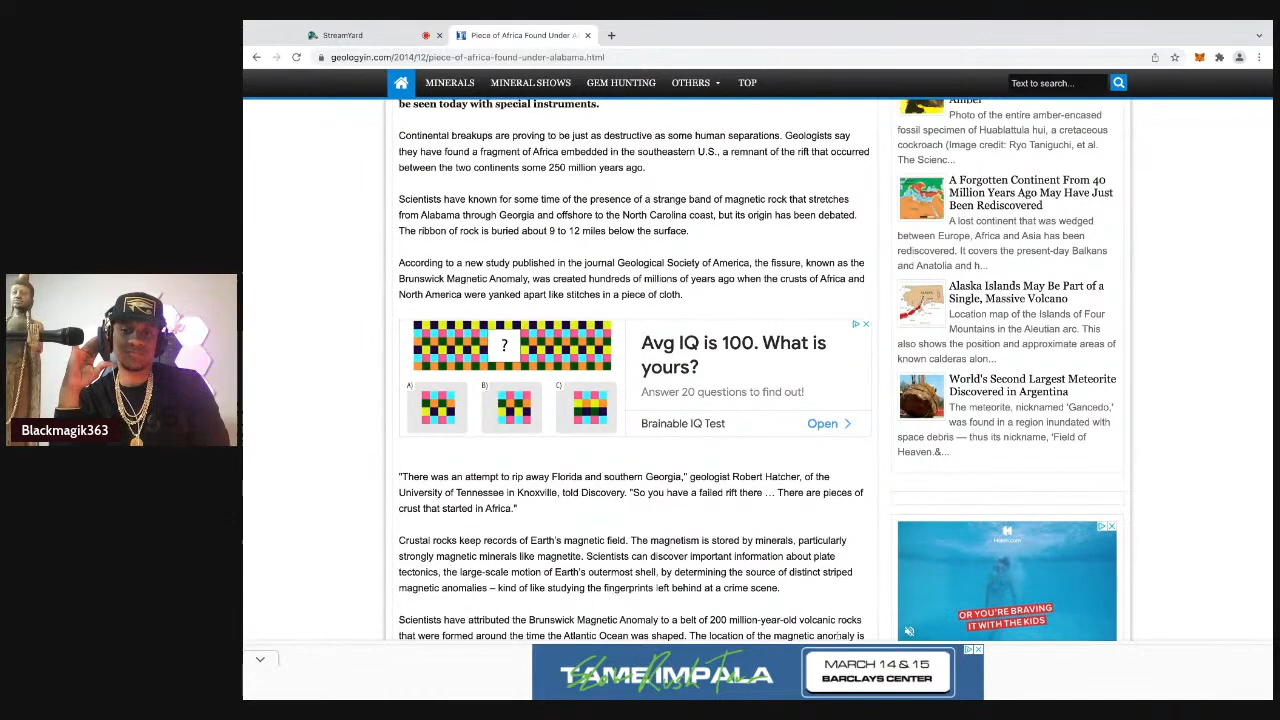 StreamYard
Piece of Africa Found Under Al
geologyin.com/2014/12/piece-of-africa-found-under-alabama.html
MINERALS
MINERAL SHOWS
GEM HUNTING
OTHERS
TOP
Text to search...
be seen today with special instruments.
Continental breakups are proving to be just as destructive as some human separations. Geologists say
they have found a fragment of Africa embedded in the southeastern U.S., a remnant of the rift that occurred
between the two continents some 250 million years ago.
Scientists have known for some time of the presence of a strange band of magnetic rock that stretches
from Alabama through Georgia and offshore to the North Carolina coast, but its origin has been debated.
The ribbon of rock is buried about 9 to 12 miles below the surface.
According to a new study published in the journal Geological Society of America, the fissure, known as the
Brunswick Magnetic Anomaly, was created hundreds of millions of years ago when the crusts of Africa and
North America were yanked apart like stitches in a piece of cloth.
?
A)
B)
C)
Avg IQ is 100. What is
yours?
Answer 20 questions to find out!
Brainable IQ Test
Open
"There was an attempt to rip away Florida and southern Georgia," geologist Robert Hatcher, of the
University of Tennessee in Knoxville, told Discovery. "So you have a failed rift there … There are pieces of
crust that started in Africa."
Crustal rocks keep records of Earth's magnetic field. The magnetism is stored by minerals, particularly
strongly magnetic minerals like magnetite. Scientists can discover important information about plate
tectonics, the large-scale motion of Earth's outermost shell, by determining the source of distinct striped
magnetic anomalies – kind of like studying the fingerprints left behind at a crime scene.
Scientists have attributed the Brunswick Magnetic Anomaly to a belt of 200 million-year-old volcanic rocks
that were formed around the time the Atlantic Ocean was shaped. The location of the magnetic anomaly is
Amber
Photo of the entire amber-encased
fossil specimen of Huablattula hui, a cretaceous
cockroach (Image credit: Ryo Taniguchi, et al.
The Scienc...
A Forgotten Continent From 40
Million Years Ago May Have Just
Been Rediscovered
A lost continent that was wedged
between Europe, Africa and Asia has been
rediscovered. It covers the present-day Balkans
and Anatolia and h...
Alaska Islands May Be Part of a
Single, Massive Volcano
Location map of the Islands of Four
Mountains in the Aleutian arc. This
also shows the position and approximate areas of
known calderas alon...
World's Second Largest Meteorite
Discovered in Argentina
The meteorite, nicknamed 'Gancedo,'
was found in a region inundated with
space debris — thus its nickname, 'Field of
Heaven.&...
OR YOU'RE BRAVING
IT WITH THE KIDS
TAME IMPALA
MARCH 14 & 15
BARCLAYS CENTER
Blackmagik363